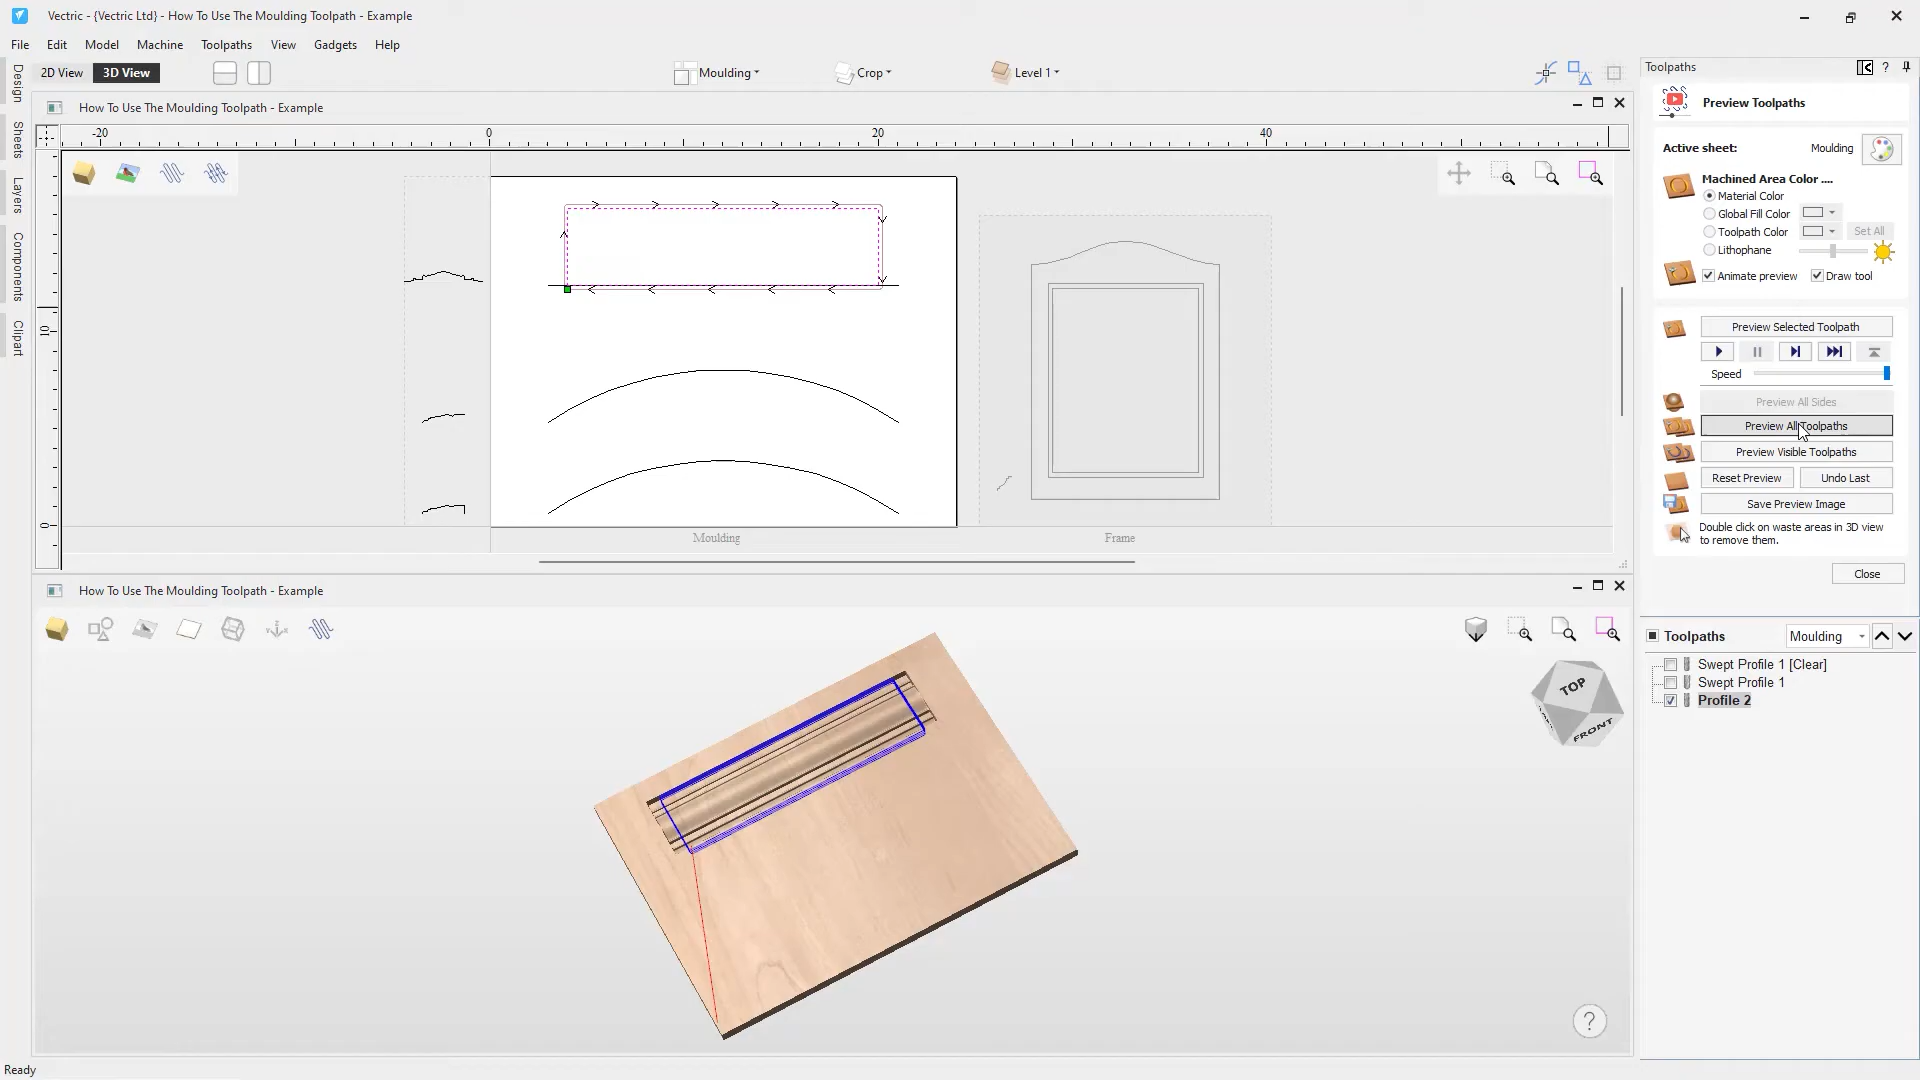 Vectric - {Vectric Ltd} - How To Use The Moulding Toolpath - Example
File Edit Model Machine Toolpaths View Gadgets Help
2D View 3D View Moulding Crop Level 1
Design
Sheets
Layers
Components
Clipart
How To Use The Moulding Toolpath - Example
-20 0 20 40
10
0
Moulding Frame
How To Use The Moulding Toolpath - Example
TOP
FRONT
?
Toolpaths ?
Preview Toolpaths
Active sheet: Moulding
Machined Area Color ....
Material Color
Global Fill Color
Toolpath Color Set All
Lithophane
Animate preview Draw tool
Preview Selected Toolpath
Speed
Preview All Sides
Preview All Toolpaths
Preview Visible Toolpaths
Reset Preview Undo Last
Save Preview Image
Double click on waste areas in 3D view
to remove them.
Close
Toolpaths Moulding
Swept Profile 1 [Clear]
Swept Profile 1
Profile 2
Ready